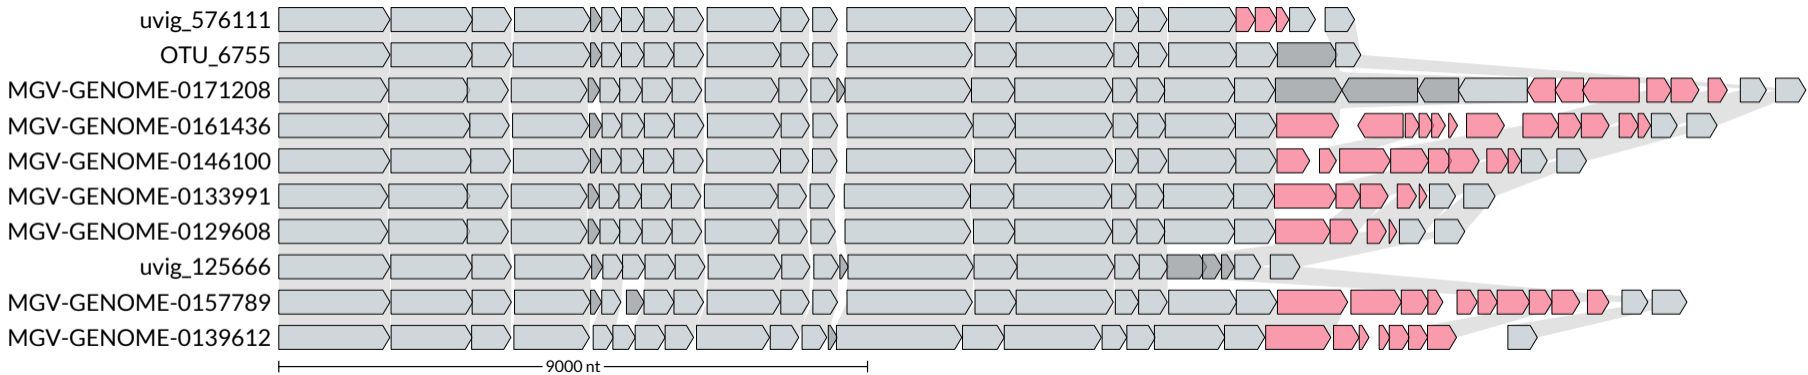 uvig_576111
OTU_6755
MGV-GENOME-0171208
MGV-GENOME-0161436
MGV-GENOME-0146100
MGV-GENOME-0133991
MGV-GENOME-0129608
uvig_125666
MGV-GENOME-0157789
MGV-GENOME-0139612
9000 nt